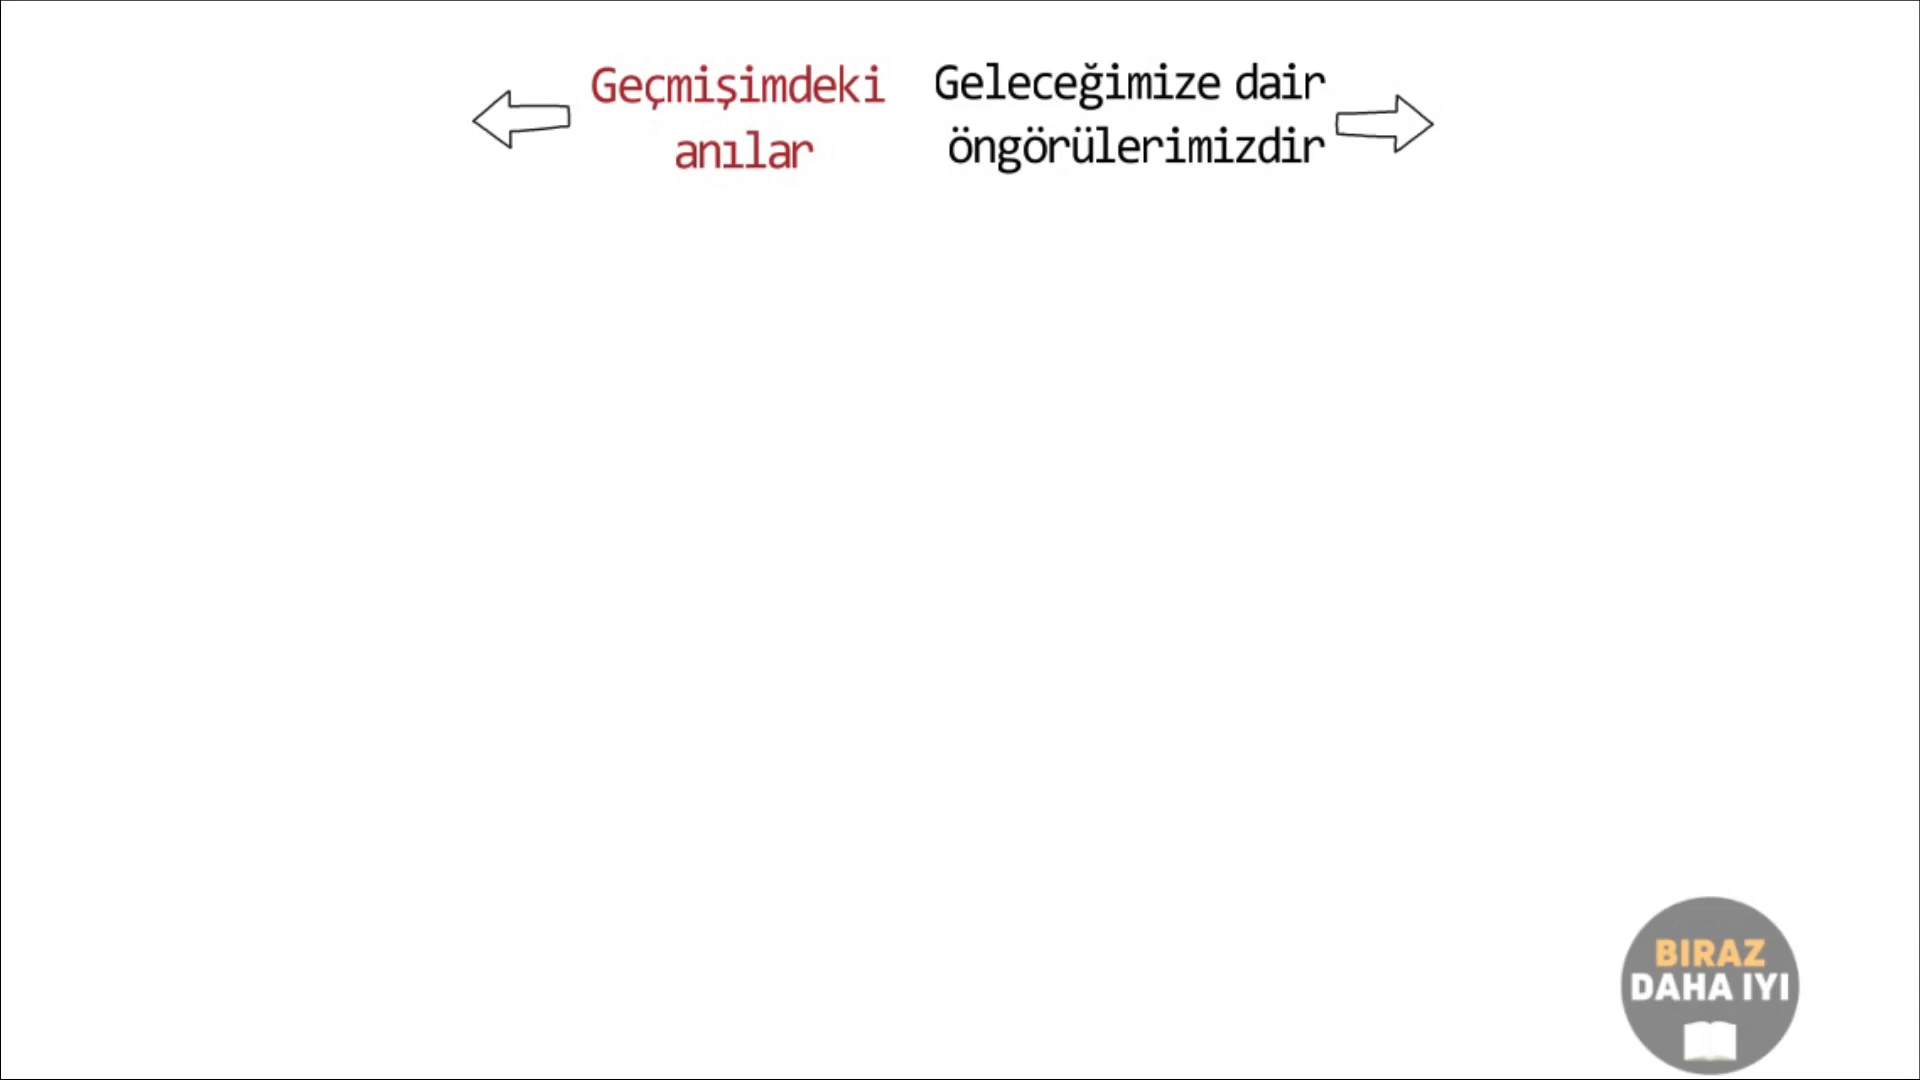 Geçmişimdeki
anılar
Geleceğimize dair
öngörülerimizdir
BIRAZ
DAHA IYI